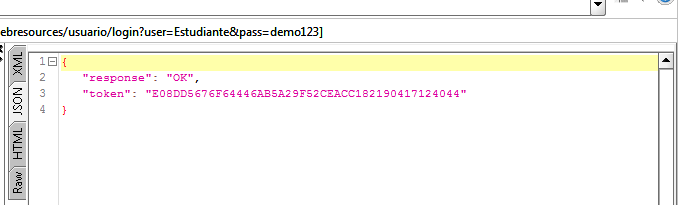 ebresources/usuario/login?user=Estudiante&pass=demo123]
XML
JSON
HTML
Raw
1 {
2 "response": "OK",
3 "token": "E08DD5676F64446AB5A29F52CEACC182190417124044"
4 }